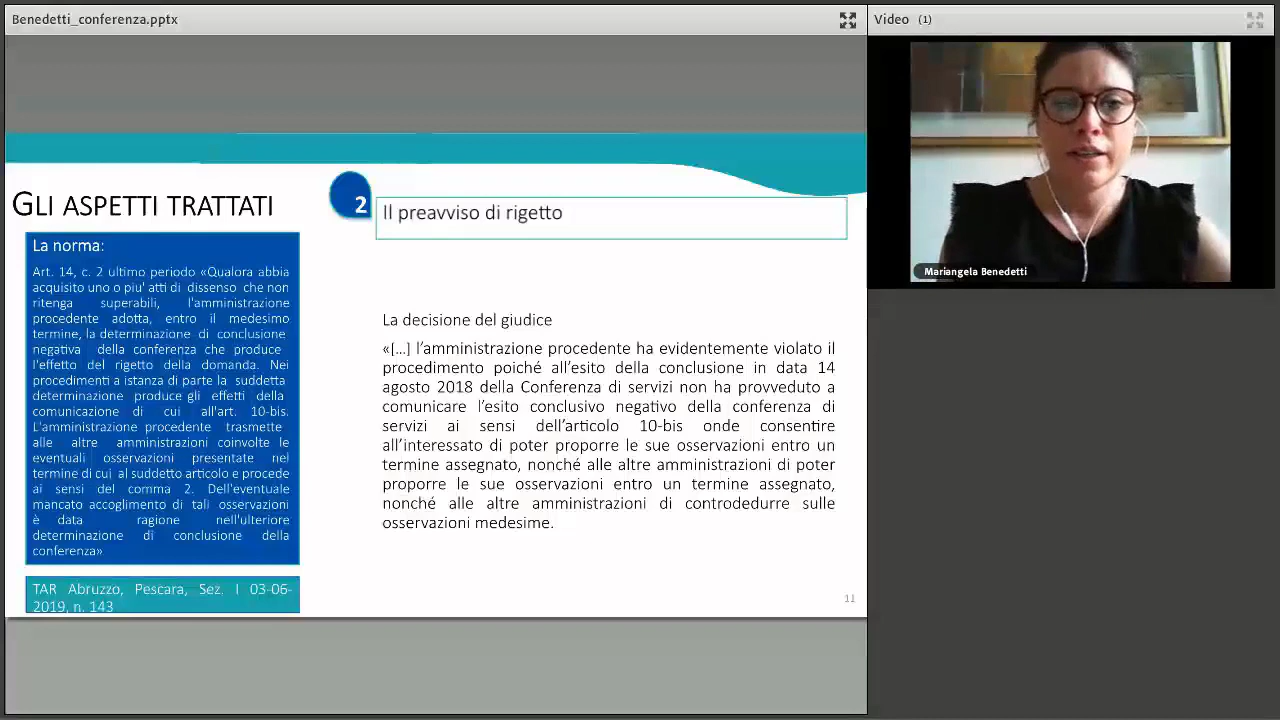 Benedetti_conferenza.pptx
Video (1)
Mariangela Benedetti
GLI ASPETTI TRATTATI
2
Il preavviso di rigetto
La norma:
Art. 14, c. 2 ultimo periodo «Qualora abbia
acquisito uno o piu' atti di dissenso che non
ritenga superabili, l'amministrazione
procedente adotta, entro il medesimo
termine, la determinazione di conclusione
negativa della conferenza che produce
l'effetto del rigetto della domanda. Nei
procedimenti a istanza di parte la suddetta
determinazione produce gli effetti della
comunicazione di cui all'art. 10-bis.
L'amministrazione procedente trasmette
alle altre amministrazioni coinvolte le
eventuali osservazioni presentate nel
termine di cui al suddetto articolo e procede
ai sensi del comma 2. Dell'eventuale
mancato accoglimento di tali osservazioni
è data ragione nell'ulteriore
determinazione di conclusione della
conferenza»
TAR Abruzzo, Pescara, Sez. I 03-06-
2019, n. 143
La decisione del giudice
«[…] l’amministrazione procedente ha evidentemente violato il
procedimento poiché all’esito della conclusione in data 14
agosto 2018 della Conferenza di servizi non ha provveduto a
comunicare l’esito conclusivo negativo della conferenza di
servizi ai sensi dell’articolo 10-bis onde consentire
all’interessato di poter proporre le sue osservazioni entro un
termine assegnato, nonché alle altre amministrazioni di poter
proporre le sue osservazioni entro un termine assegnato,
nonché alle altre amministrazioni di controdedurre sulle
osservazioni medesime.
11